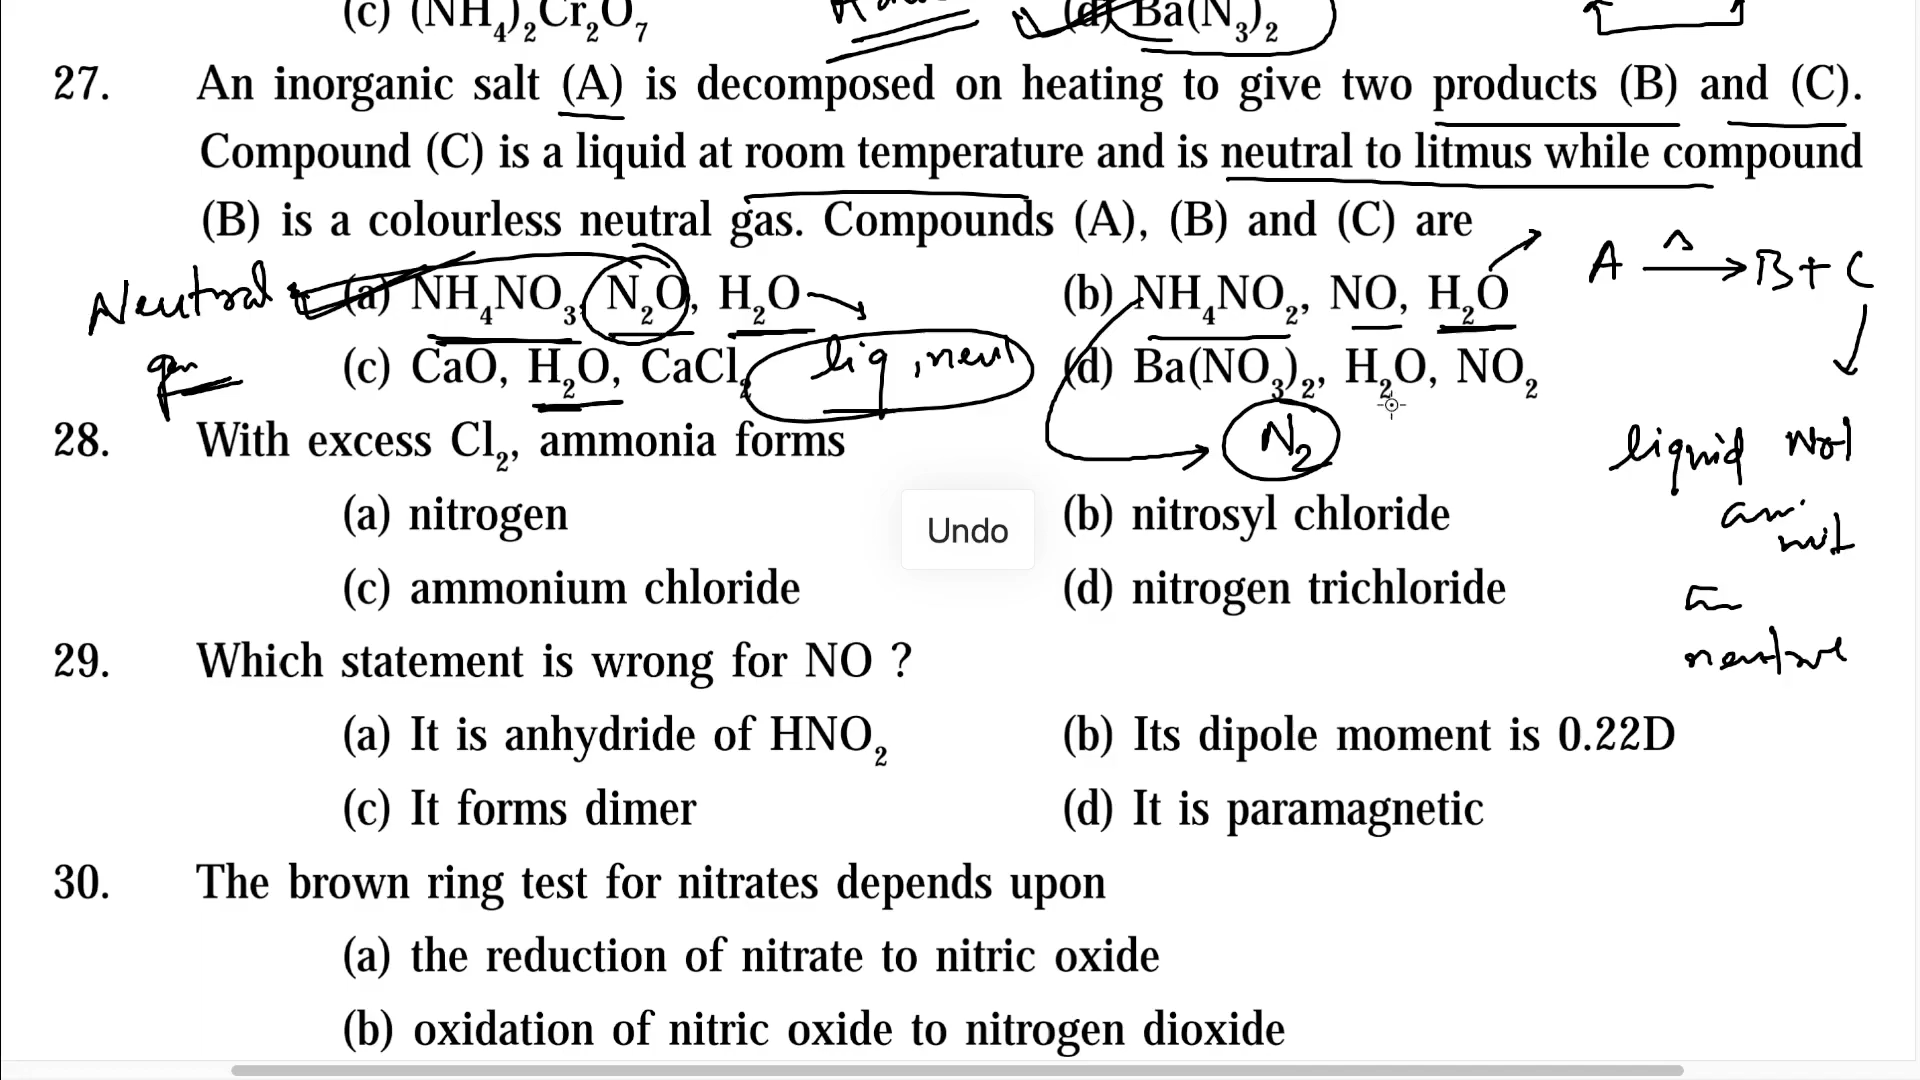 (c) (NH₄)₂Cr₂O₇ (d) Ba(N₃)₂
27. An inorganic salt (A) is decomposed on heating to give two products (B) and (C).
Compound (C) is a liquid at room temperature and is neutral to litmus while compound
(B) is a colourless neutral gas. Compounds (A), (B) and (C) are
A Δ→ B + C
Neutral (a) NH₄NO₃, N₂O, H₂O (b) NH₄NO₂, NO, H₂O
(c) CaO, H₂O, CaCl₂ liq, neut (d) Ba(NO₃)₂, H₂O, NO₂
28. With excess Cl₂, ammonia forms N₂ liquid
(a) nitrogen (b) nitrosyl chloride
Undo
(c) ammonium chloride (d) nitrogen trichloride
29. Which statement is wrong for NO ?
(a) It is anhydride of HNO₂ (b) Its dipole moment is 0.22D
(c) It forms dimer (d) It is paramagnetic
30. The brown ring test for nitrates depends upon
(a) the reduction of nitrate to nitric oxide
(b) oxidation of nitric oxide to nitrogen dioxide